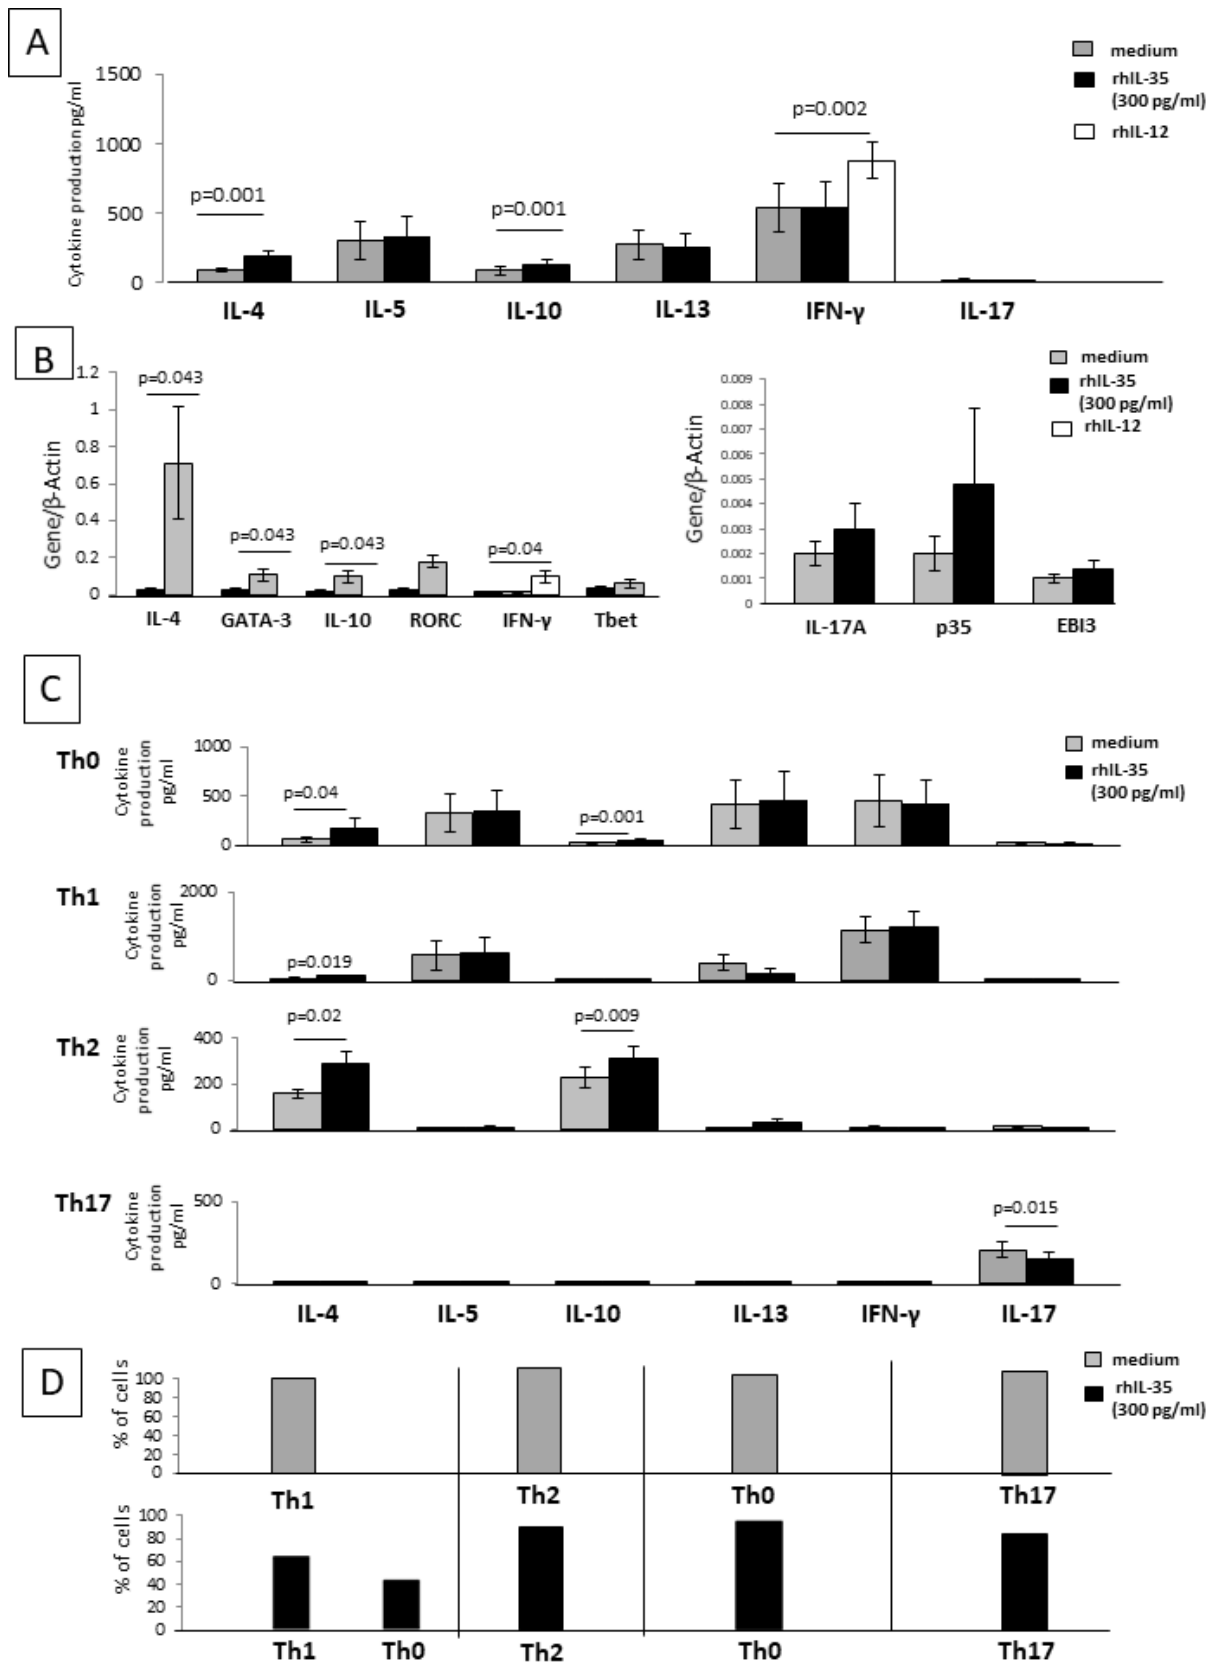 A
medium
rhIL-35
(300 pg/ml)
rhIL-12
Cytokine production pg/ml
1500
1000
500
0
p=0.001
p=0.001
p=0.002
IL-4 IL-5 IL-10 IL-13 IFN-γ IL-17
B
medium
rhIL-35
(300 pg/ml)
rhIL-12
Gene/β-Actin
1.2
1
0.8
0.6
0.4
0.2
0
p=0.043
p=0.043
p=0.043
p=0.04
IL-4 GATA-3 IL-10 RORC IFN-γ Tbet
Gene/β-Actin
0.009
0.008
0.007
0.006
0.005
0.004
0.003
0.002
0.001
0
IL-17A p35 EBI3
C
medium
rhIL-35
(300 pg/ml)
Th0
Cytokine
production
pg/ml
1000
500
0
p=0.04
p=0.001
Th1
Cytokine
production
pg/ml
2000
0
p=0.019
Th2
Cytokine
production
pg/ml
400
200
0
p=0.02
p=0.009
Th17
Cytokine
production
pg/ml
500
0
p=0.015
IL-4 IL-5 IL-10 IL-13 IFN-γ IL-17
D
medium
rhIL-35
(300 pg/ml)
% of cells
100
80
60
40
20
0
Th1 Th2 Th0 Th17
% of cells
100
80
60
40
20
0
Th1 Th0 Th2 Th0 Th17